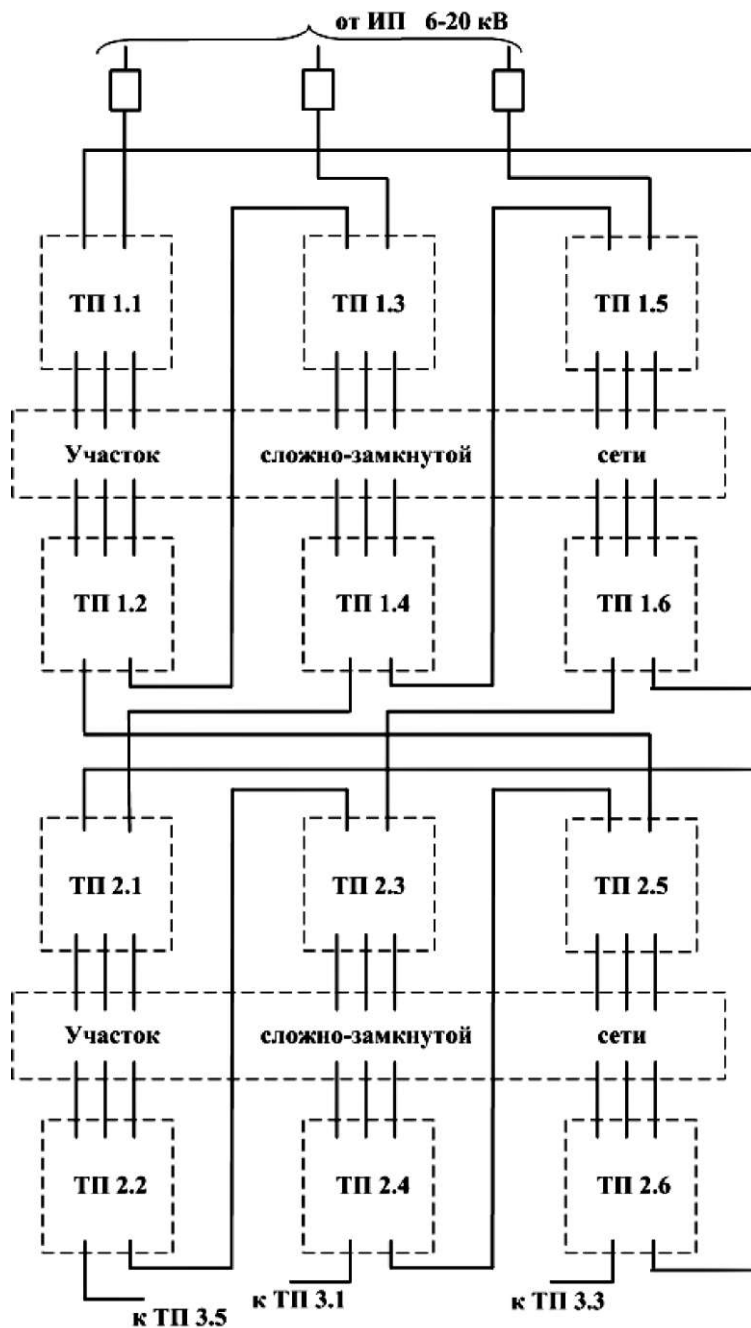 от ИП 6-20 кВ
ТП 1.1 ТП 1.3 ТП 1.5
Участок сложно-замкнутой сети
ТП 1.2 ТП 1.4 ТП 1.6
ТП 2.1 ТП 2.3 ТП 2.5
Участок сложно-замкнутой сети
ТП 2.2 ТП 2.4 ТП 2.6
к ТП 3.5 к ТП 3.1 к ТП 3.3